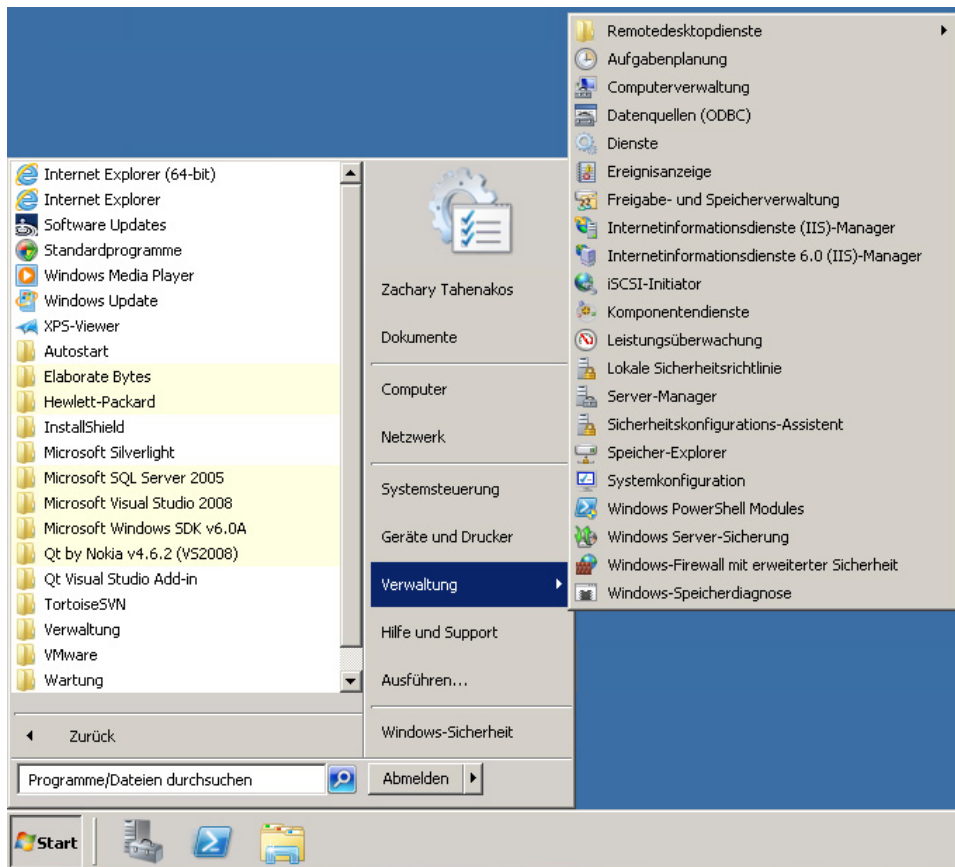 Internet Explorer (64-bit)
Internet Explorer
Software Updates
Standardprogramme
Windows Media Player
Windows Update
XPS-Viewer
Autostart
Elaborate Bytes
Hewlett-Packard
InstallShield
Microsoft Silverlight
Microsoft SQL Server 2005
Microsoft Visual Studio 2008
Microsoft Windows SDK v6.0A
Qt by Nokia v4.6.2 (VS2008)
Qt Visual Studio Add-in
TortoiseSVN
Verwaltung
VMware
Wartung
Zurück
Programme/Dateien durchsuchen
Zachary Tahenakos
Dokumente
Computer
Netzwerk
Systemsteuerung
Geräte und Drucker
Verwaltung
Hilfe und Support
Ausführen...
Windows-Sicherheit
Abmelden
Remotedesktopdienste
Aufgabenplanung
Computerverwaltung
Datenquellen (ODBC)
Dienste
Ereignisanzeige
Freigabe- und Speicherverwaltung
Internetinformationsdienste (IIS)-Manager
Internetinformationsdienste 6.0 (IIS)-Manager
iSCSI-Initiator
Komponentendienste
Leistungsüberwachung
Lokale Sicherheitsrichtlinie
Server-Manager
Sicherheitskonfigurations-Assistent
Speicher-Explorer
Systemkonfiguration
Windows PowerShell Modules
Windows Server-Sicherung
Windows-Firewall mit erweiterter Sicherheit
Windows-Speicherdiagnose
Start